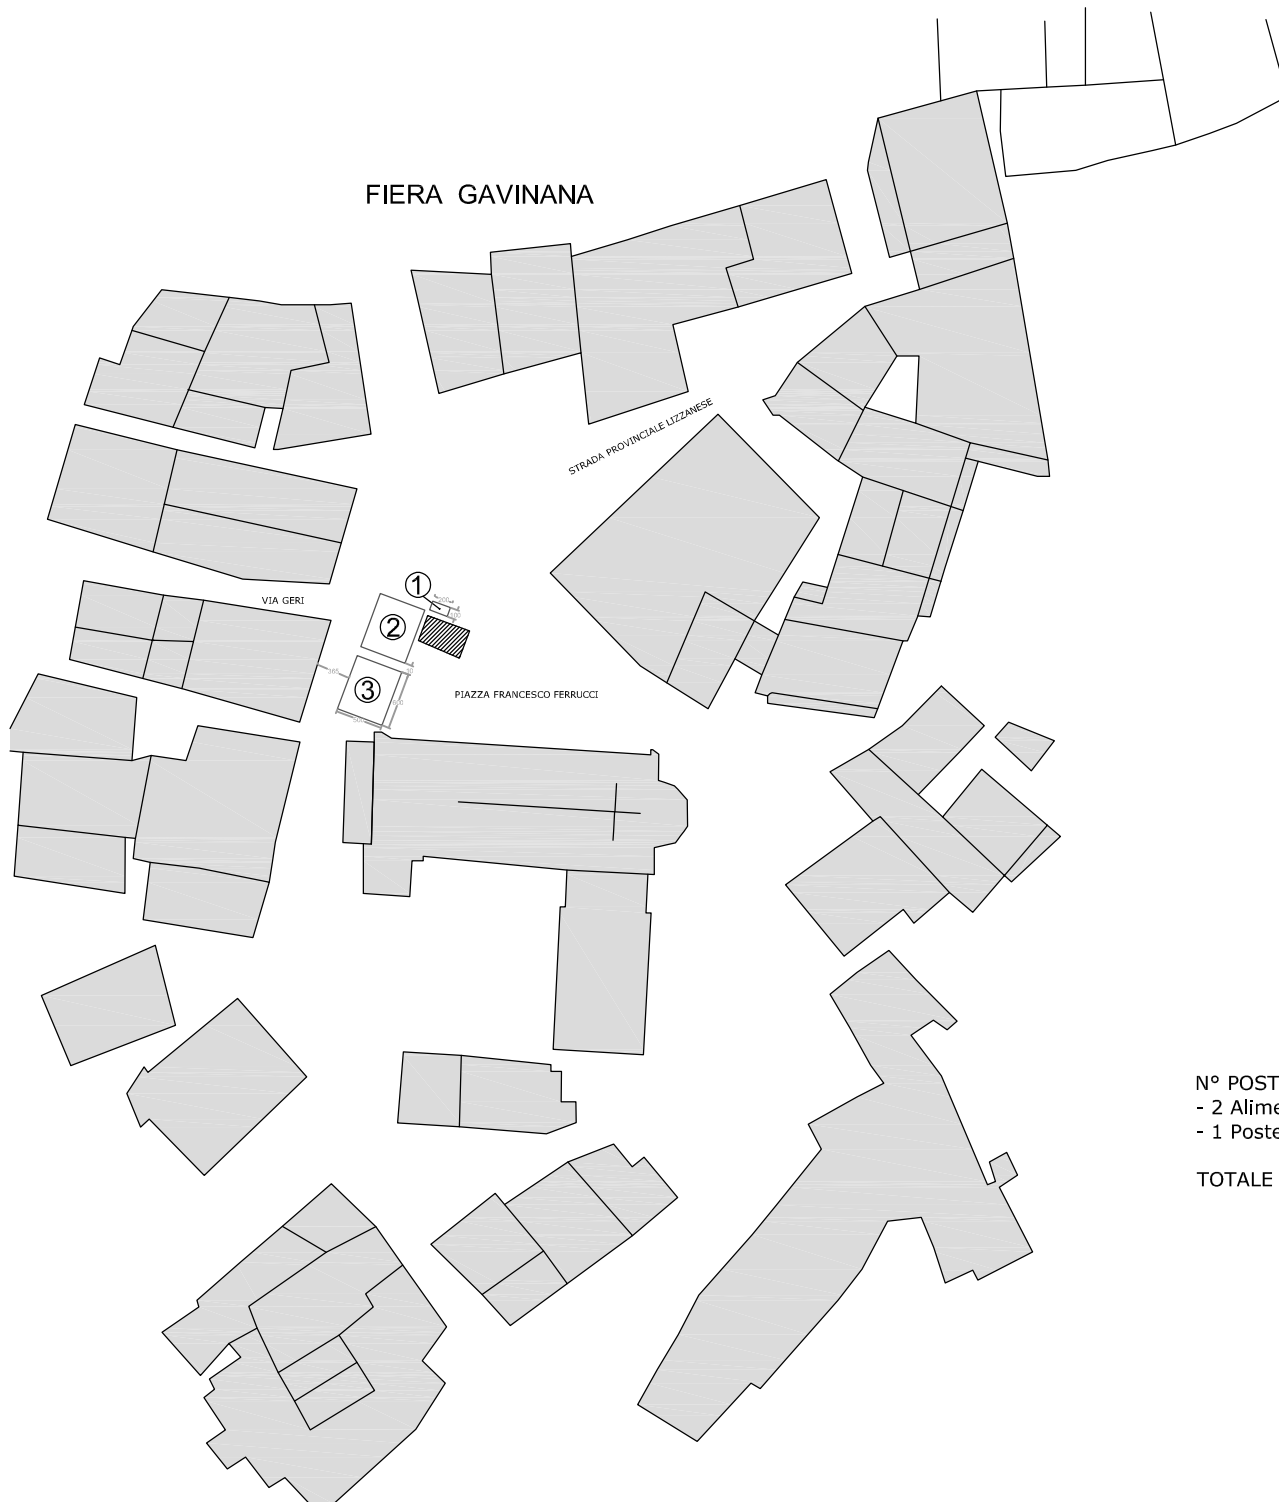 FIERA GAVINANA
STRADA PROVINCIALE LIZZANESE
1
VIA GERI
2
3
PIAZZA FRANCESCO FERRUCCI
N° POST
- 2 Alime
- 1 Poste
TOTALE